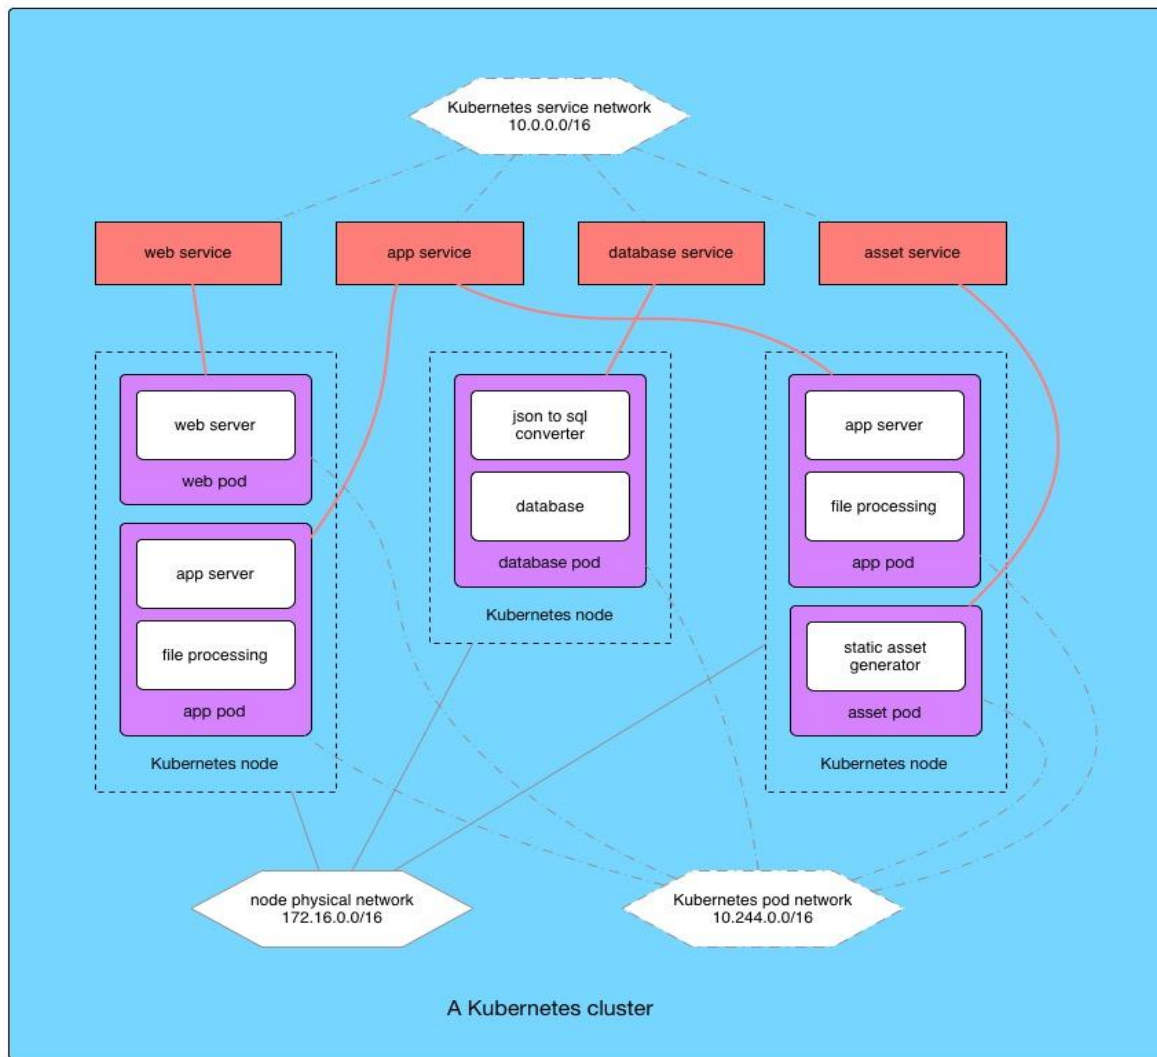 Kubernetes service network
10.0.0.0/16
web service
app service
database service
asset service
web server
web pod
app server
file processing
app pod
Kubernetes node
json to sql
converter
database
database pod
Kubernetes node
app server
file processing
app pod
static asset
generator
asset pod
Kubernetes node
node physical network
172.16.0.0/16
Kubernetes pod network
10.244.0.0/16
A Kubernetes cluster